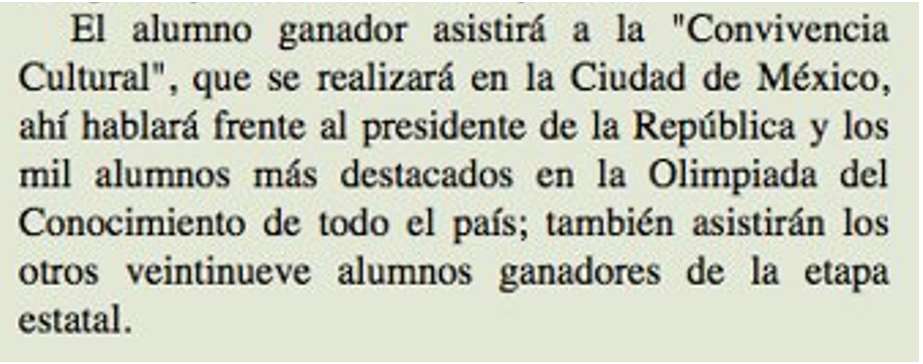 El alumno ganador asistirá a la "Convivencia
Cultural", que se realizará en la Ciudad de México,
ahí hablará frente al presidente de la República y los
mil alumnos más destacados en la Olimpiada del
Conocimiento de todo el país; también asistirán los
otros veintinueve alumnos ganadores de la etapa
estatal.